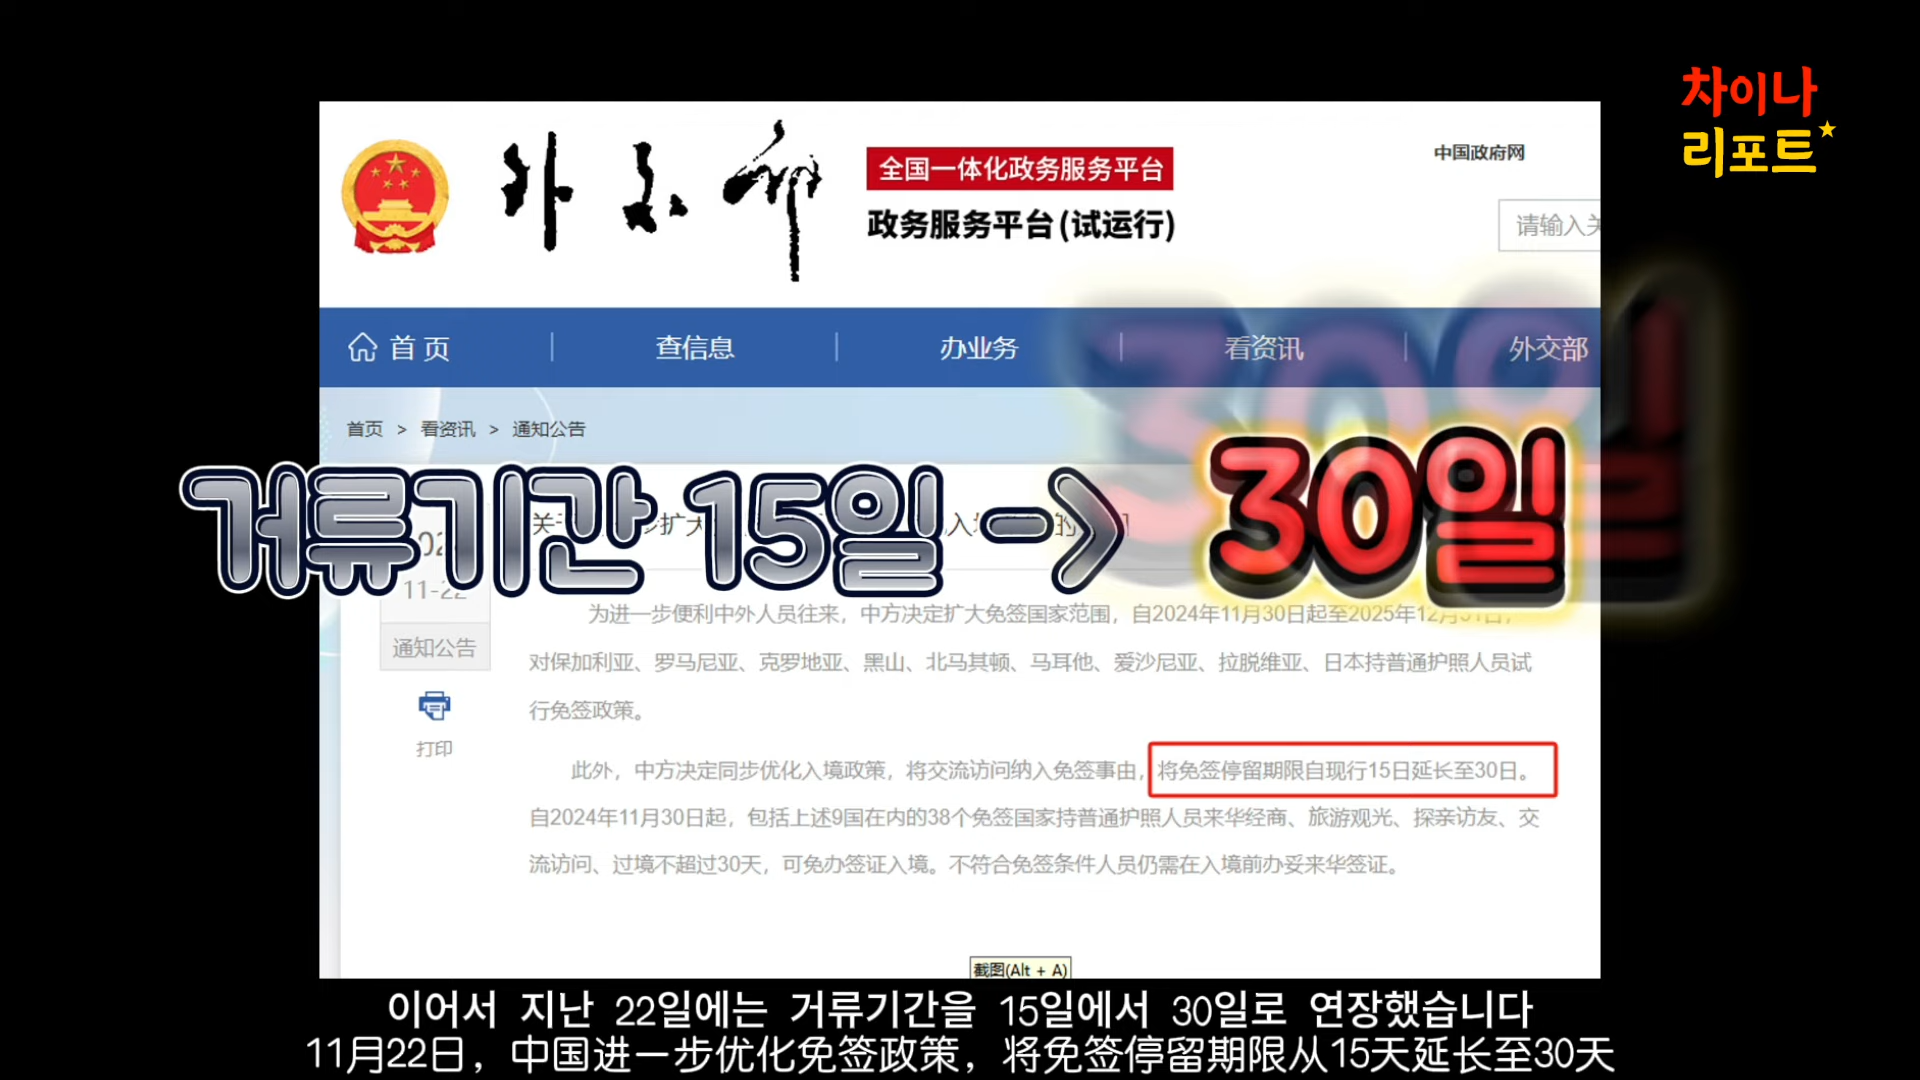 차이나
리포트
外交部
全国一体化政务服务平台
政务服务平台(试运行)
中国政府网
请输入关
首页
查信息
办业务
看资讯
外交部
首页 > 看资讯 > 通知公告
30일
거류기간 15일 -> 30일
11-22
通知公告
打印
为进一步便利中外人员往来，中方决定扩大免签国家范围，自2024年11月30日起至2025年12月31日，
对保加利亚、罗马尼亚、克罗地亚、黑山、北马其顿、马耳他、爱沙尼亚、拉脱维亚、日本持普通护照人员试
行免签政策。
此外，中方决定同步优化入境政策，将交流访问纳入免签事由，将免签停留期限自现行15日延长至30日。
自2024年11月30日起，包括上述9国在内的38个免签国家持普通护照人员来华经商、旅游观光、探亲访友、交
流访问、过境不超过30天，可免办签证入境。不符合免签条件人员仍需在入境前办妥来华签证。
截图(Alt + A)
이어서 지난 22일에는 거류기간을 15일에서 30일로 연장했습니다
11月22日，中国进一步优化免签政策，将免签停留期限从15天延长至30天